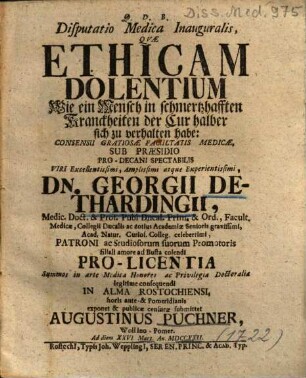 Diss. Med. 975
Q. D. B.
Disputatio Medica Inauguralis,
QUÆ
ETHICAM
DOLENTIUM
Wie ein Mensch in schmertzhafften
Kranckheiten der Cur halber
sich zu verhalten habe:
CONSENSU GRATIOSÆ FACULTATIS MEDICÆ,
SUB PRÆSIDIO
PRO-DECANI SPECTABILIS
VIRI Excellentissimi, Amplissimi atque Experientissimi,
DN. GEORGII DE-
THARDINGII,
Medic. Doct. & Prof. Publ. Ducal. Prim. & Ord., Facult.
Medicæ, Collegii Ducalis ac totius Academiæ Senioris gravissimi,
Acad. Natur. Curios. Colleg. celeberrimi,
PATRONI ac Studiorum suorum Promotoris
filiali amore ad Busta colendi
PRO-LICENTIA
Summos in arte Medica Honores ac Privilegia Doctoralia
legitime consequendi
IN ALMA ROSTOCHIENSI,
horis ante- & Pomeridianis
exponet & publicæ censuræ submittet
AUGUSTINUS BUCHNER,
Wollino-Pomer.
Ad diem XXVI Mart. An. MDCCXXII.
(1722)
RostochI, Typis Joh. Weppling I, SEREN. PRINC. & ACAD. Typ.